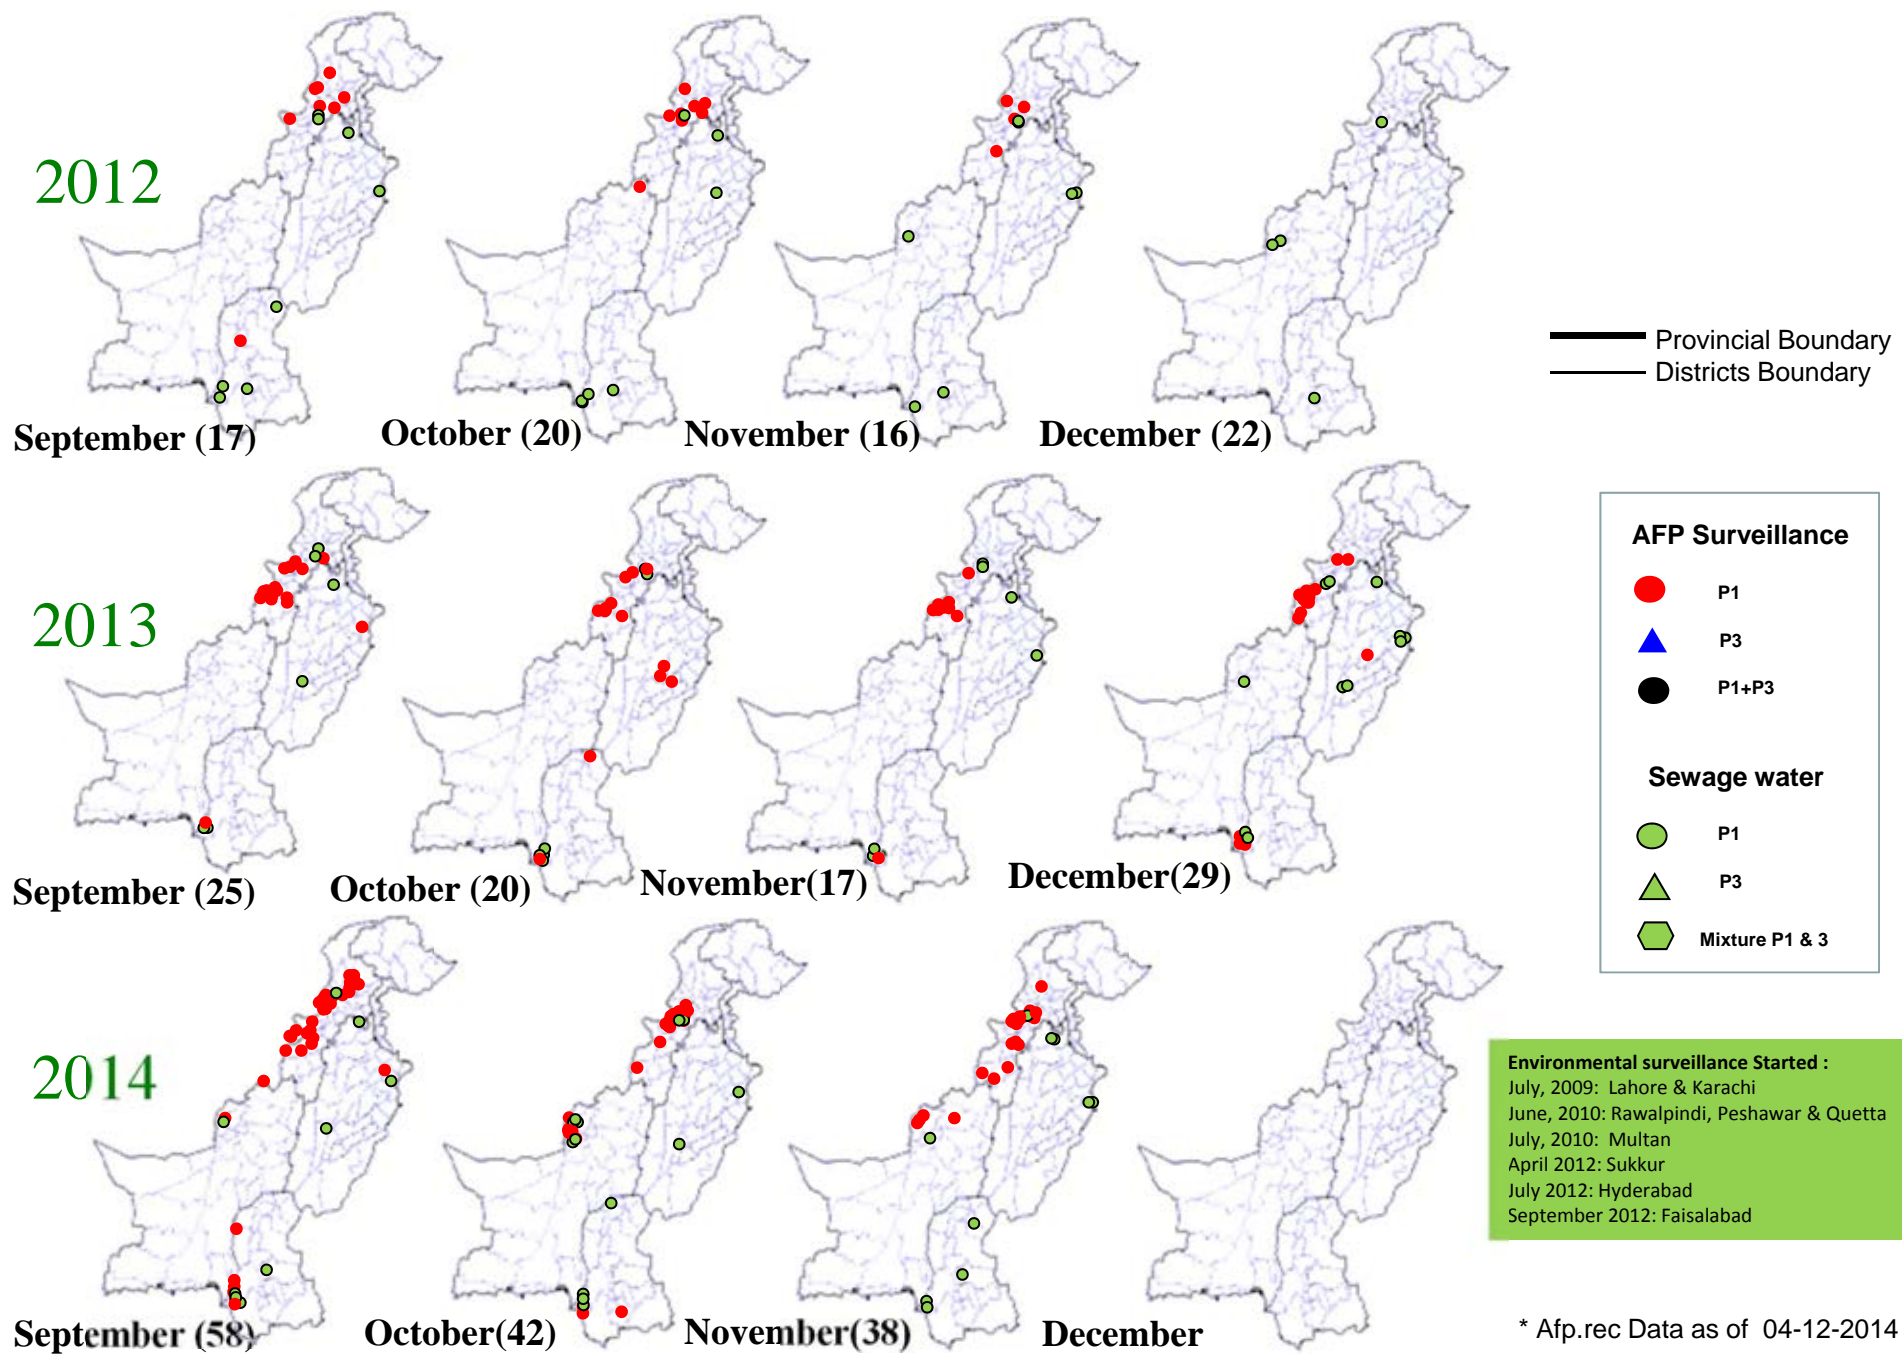 2012
September (17)
October (20)
November (16)
December (22)
Provincial Boundary
Districts Boundary
2013
September (25)
October (20)
November(17)
December(29)
AFP Surveillance
P1
P3
P1+P3
Sewage water
P1
P3
Mixture P1 & 3
2014
September (58)
October(42)
November(38)
December
Environmental surveillance Started :
July, 2009: Lahore & Karachi
June, 2010: Rawalpindi, Peshawar & Quetta
July, 2010: Multan
April 2012: Sukkur
July 2012: Hyderabad
September 2012: Faisalabad
* Afp.rec Data as of 04-12-2014